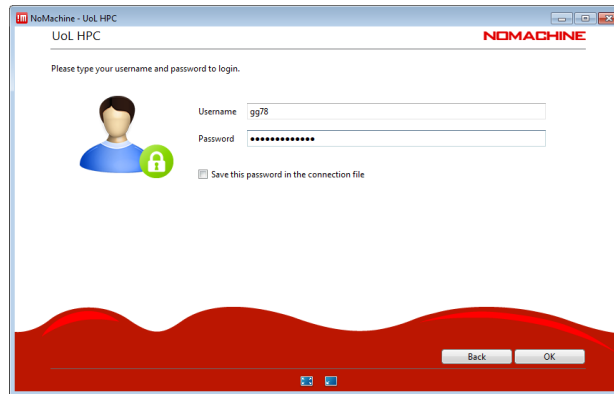 NoMachine - UoL HPC
UoL HPC
NOMACHINE
Please type your username and password to login.
Username gg78
Password •••••••••••••
Save this password in the connection file
Back OK